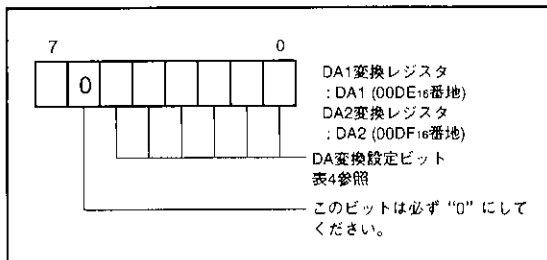 7 0
0
DA1変換レジスタ
: DA1 (00DE16番地)
DA2変換レジスタ
: DA2 (00DF16番地)
DA変換設定ビット
表4参照
このビットは必ず "0" にして
ください。